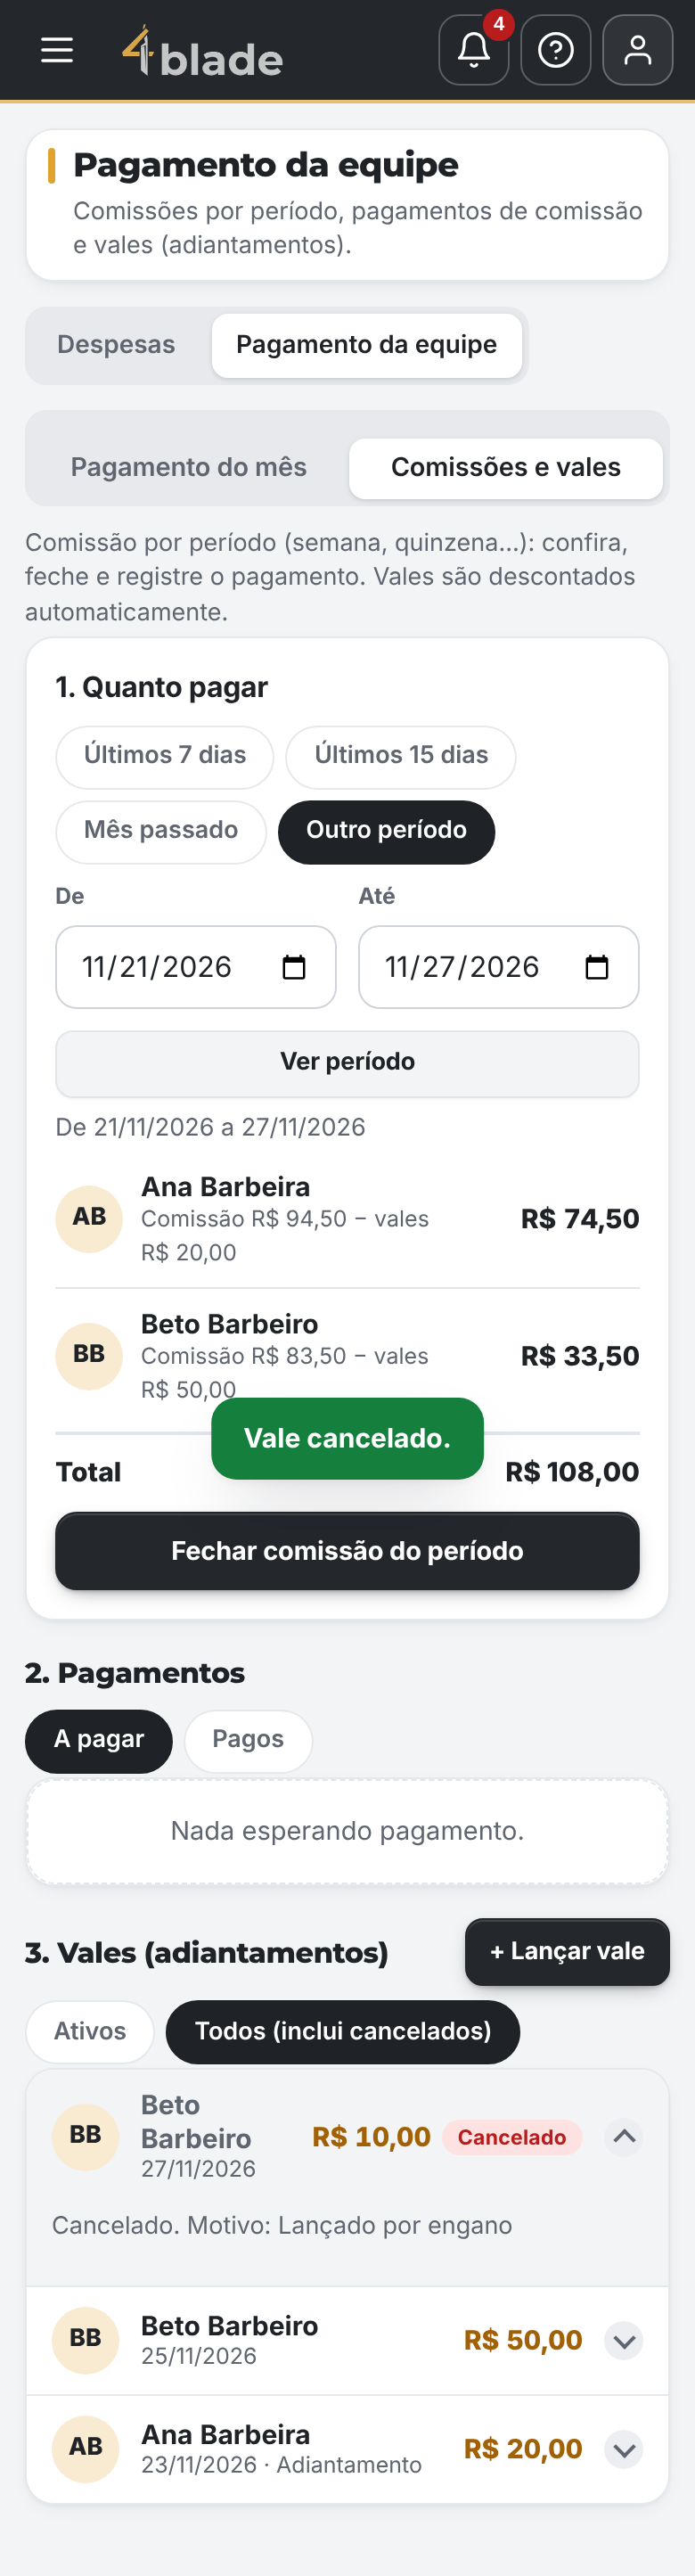 4blade
4
Pagamento da equipe
Comissões por período, pagamentos de comissão
e vales (adiantamentos).
Despesas
Pagamento da equipe
Pagamento do mês
Comissões e vales
Comissão por período (semana, quinzena...): confira,
feche e registre o pagamento. Vales são descontados
automaticamente.
1. Quanto pagar
Últimos 7 dias
Últimos 15 dias
Mês passado
Outro período
De
Até
11/21/2026
11/27/2026
Ver período
De 21/11/2026 a 27/11/2026
AB
Ana Barbeira
Comissão R$ 94,50 − vales
R$ 20,00
R$ 74,50
BB
Beto Barbeiro
Comissão R$ 83,50 − vales
R$ 50,00
R$ 33,50
Vale cancelado.
Total
R$ 108,00
Fechar comissão do período
2. Pagamentos
A pagar
Pagos
Nada esperando pagamento.
3. Vales (adiantamentos)
+ Lançar vale
Ativos
Todos (inclui cancelados)
BB
Beto
Barbeiro
27/11/2026
R$ 10,00
Cancelado
Cancelado. Motivo: Lançado por engano
BB
Beto Barbeiro
25/11/2026
R$ 50,00
AB
Ana Barbeira
23/11/2026 · Adiantamento
R$ 20,00